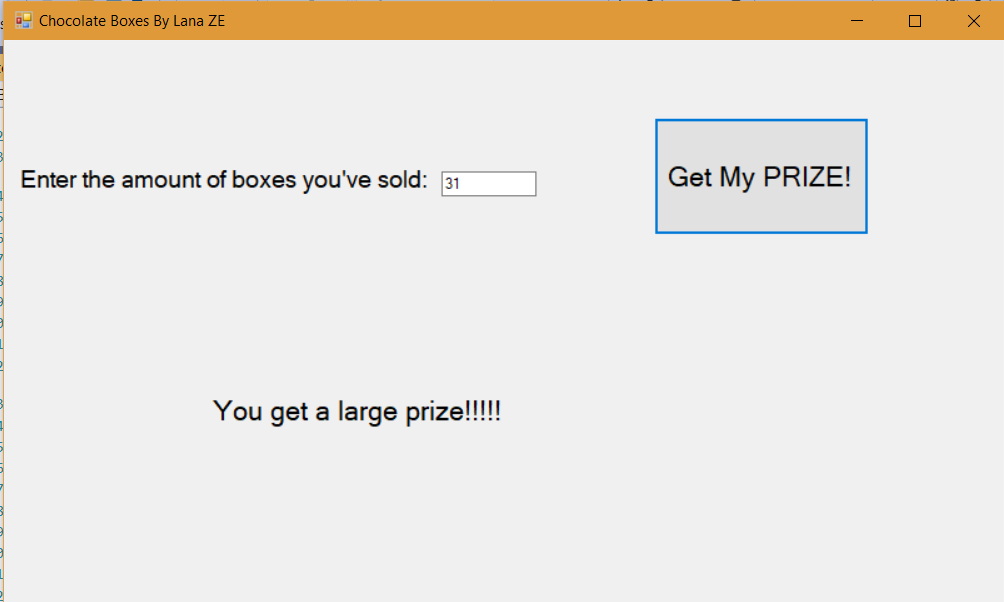 Chocolate Boxes By Lana ZE
Enter the amount of boxes you've sold: 31
Get My PRIZE!
You get a large prize!!!!!